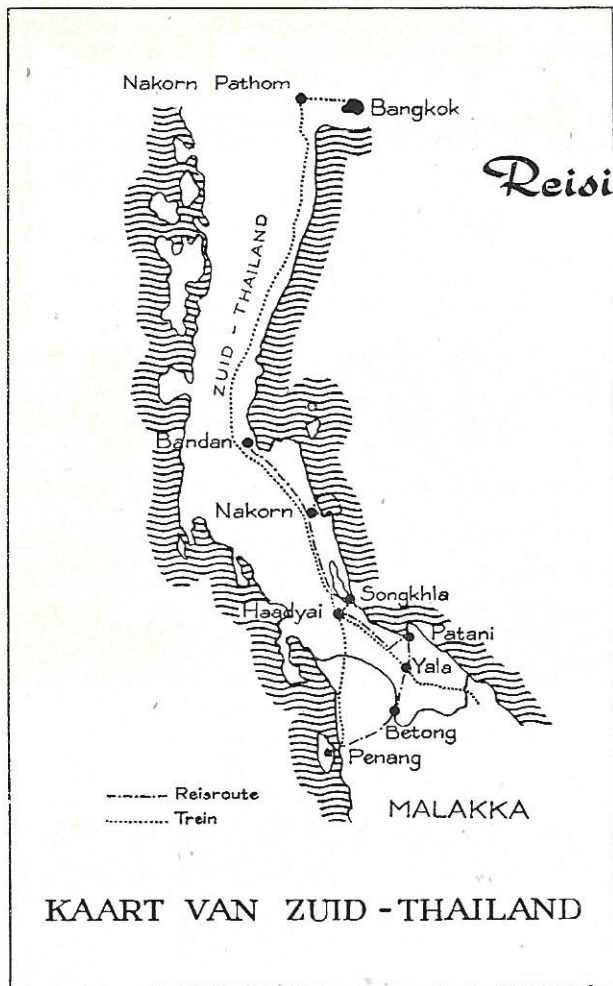 Nakorn Pathom
Bangkok
Reisi
ZUID - THAILAND
Bandan
Nakorn
Songkhla
Haadyai
Patani
Yala
Betong
Penang
Reisroute
Trein
MALAKKA
KAART VAN ZUID - THAILAND